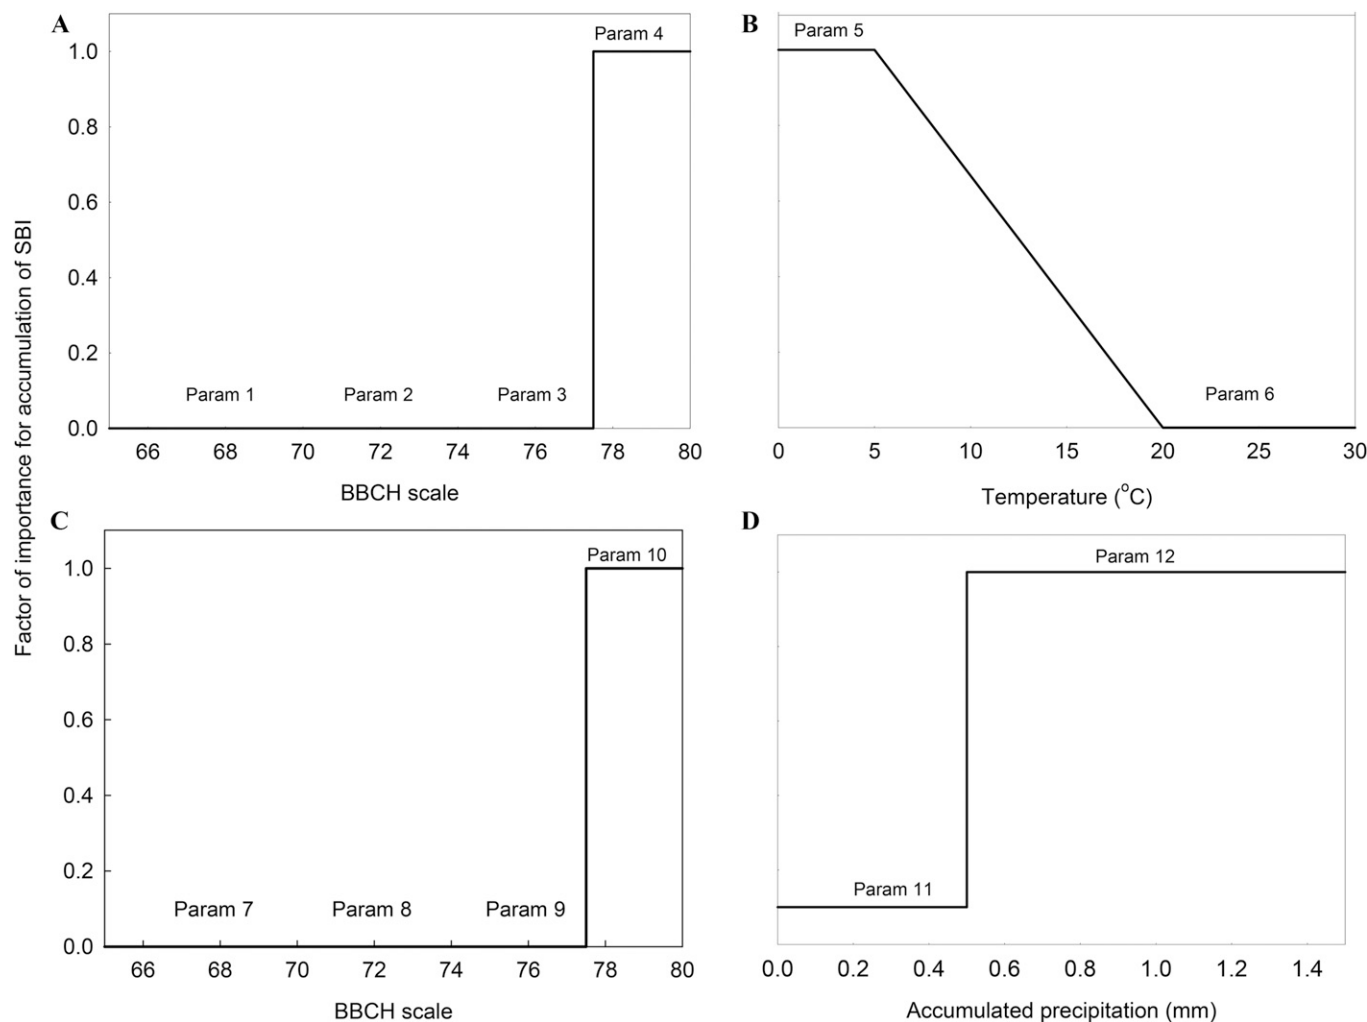 Factor of importance for accumulation of SBI
A
Param 4
1.0
0.8
0.6
0.4
0.2
0.0
Param 1 Param 2 Param 3
66 68 70 72 74 76 78 80
BBCH scale
B
Param 5
Param 6
0 5 10 15 20 25 30
Temperature (°C)
C
Param 10
1.0
0.8
0.6
0.4
0.2
0.0
Param 7 Param 8 Param 9
66 68 70 72 74 76 78 80
BBCH scale
D
Param 12
Param 11
0.0 0.2 0.4 0.6 0.8 1.0 1.2 1.4
Accumulated precipitation (mm)